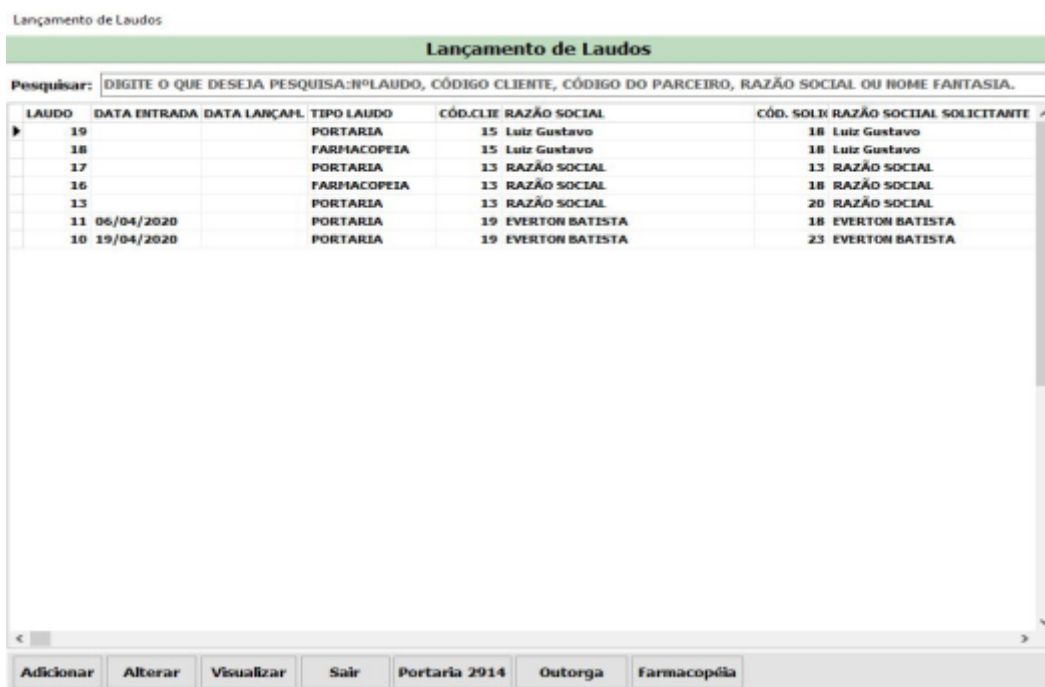 Lançamento de Laudos
Lançamento de Laudos
Pesquisar: DIGITE O QUE DESEJA PESQUISA:NºLAUDO, CÓDIGO CLIENTE, CÓDIGO DO PARCEIRO, RAZÃO SOCIAL OU NOME FANTASIA.
LAUDO DATA ENTRADA DATA LANÇAM. TIPO LAUDO CÓD.CLIE RAZÃO SOCIAL CÓD. SOLIC RAZÃO SOCIIAL SOLICITANTE
19 PORTARIA 15 Luiz Gustavo 18 Luiz Gustavo
18 FARMACOPEIA 15 Luiz Gustavo 18 Luiz Gustavo
17 PORTARIA 13 RAZÃO SOCIAL 13 RAZÃO SOCIAL
16 FARMACOPEIA 13 RAZÃO SOCIAL 18 RAZÃO SOCIAL
13 PORTARIA 13 RAZÃO SOCIAL 20 RAZÃO SOCIAL
11 06/04/2020 PORTARIA 19 EVERTON BATISTA 18 EVERTON BATISTA
10 19/04/2020 PORTARIA 19 EVERTON BATISTA 23 EVERTON BATISTA
Adicionar Alterar Visualizar Sair Portaria 2914 Outorga Farmacopéia